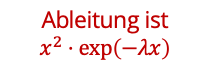 Ableitung ist
x² · exp(−λx)